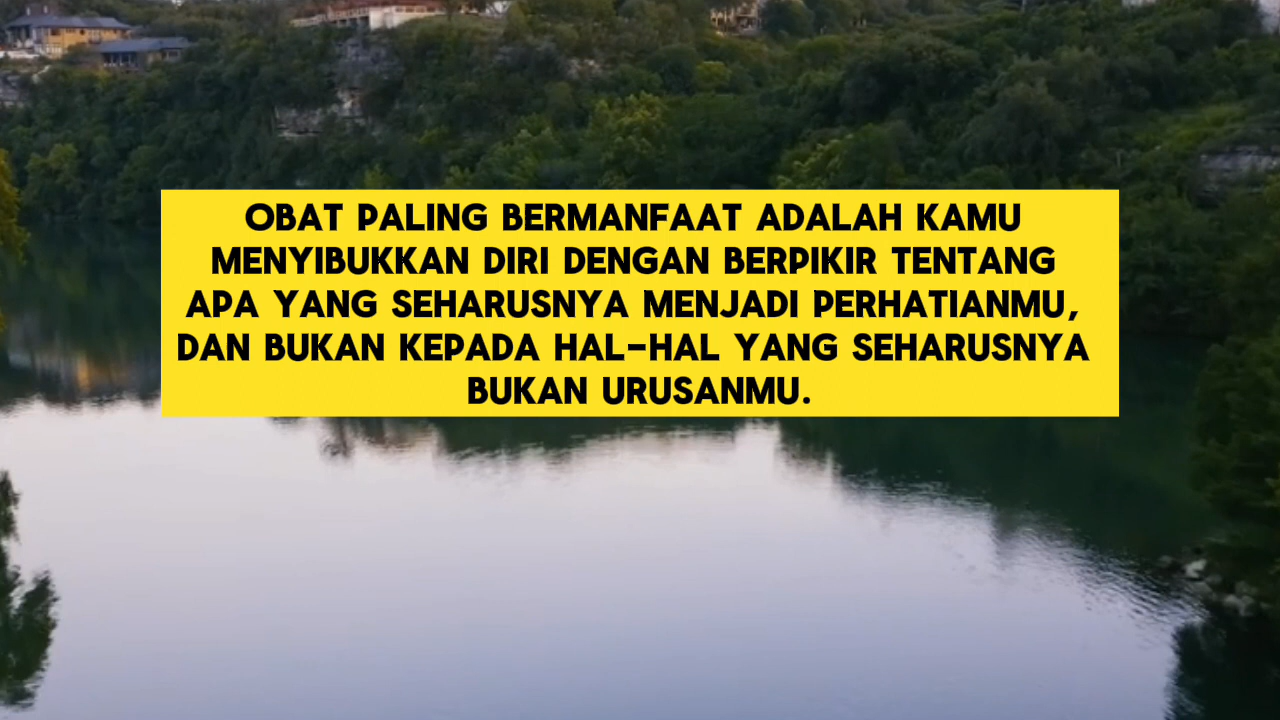 OBAT PALING BERMANFAAT ADALAH KAMU
MENYIBUKKAN DIRI DENGAN BERPIKIR TENTANG
APA YANG SEHARUSNYA MENJADI PERHATIANMU,
DAN BUKAN KEPADA HAL-HAL YANG SEHARUSNYA
BUKAN URUSANMU.